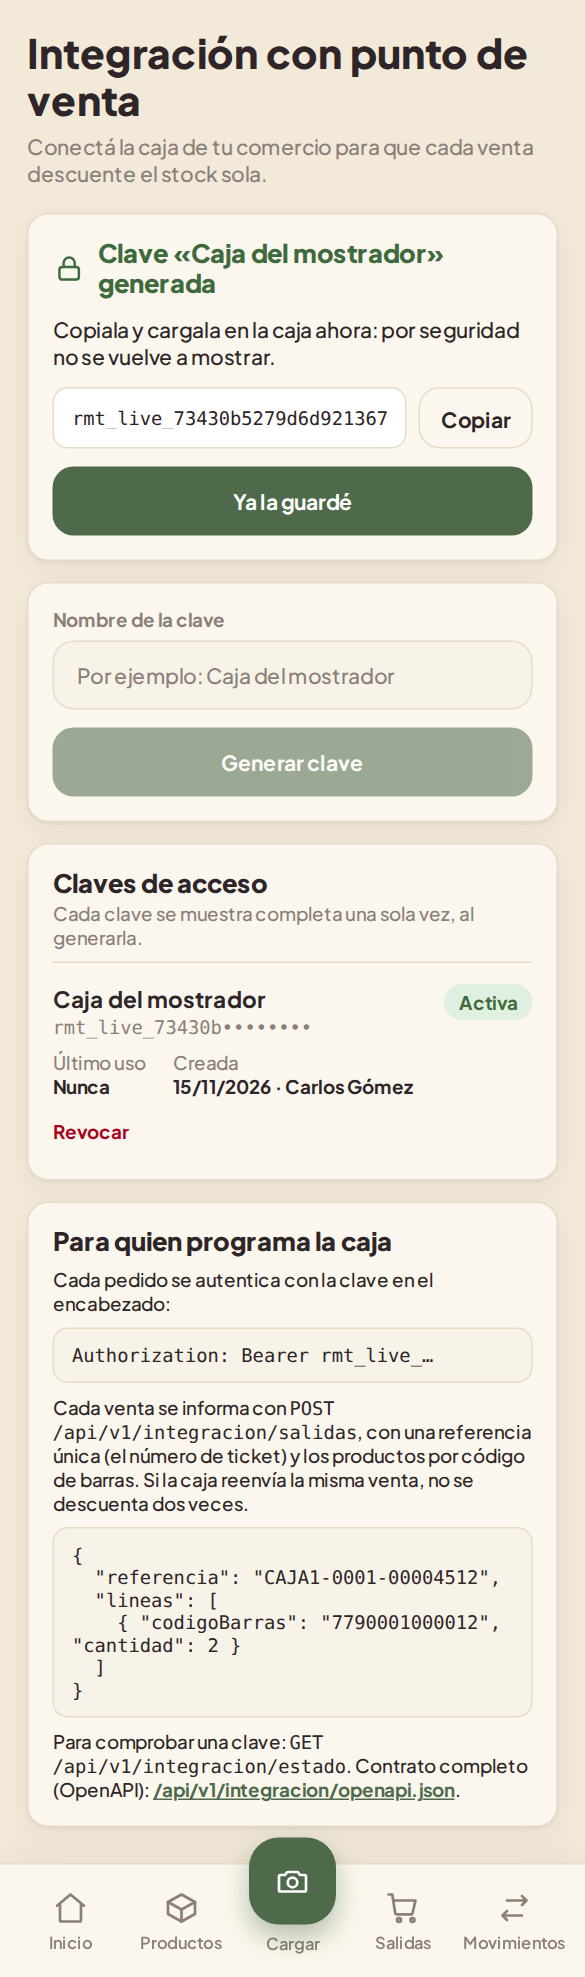 Integración con punto de
venta
Conectá la caja de tu comercio para que cada venta
descuente el stock sola.
Clave «Caja del mostrador»
generada
Copiala y cargala en la caja ahora: por seguridad
no se vuelve a mostrar.
rmt_live_73430b5279d6d921367
Copiar
Ya la guardé
Nombre de la clave
Por ejemplo: Caja del mostrador
Generar clave
Claves de acceso
Cada clave se muestra completa una sola vez, al
generarla.
Caja del mostrador
Activa
rmt_live_73430b••••••••
Último uso Creada
Nunca 15/11/2026 · Carlos Gómez
Revocar
Para quien programa la caja
Cada pedido se autentica con la clave en el
encabezado:
Authorization: Bearer rmt_live_…
Cada venta se informa con POST
/api/v1/integracion/salidas, con una referencia
única (el número de ticket) y los productos por código
de barras. Si la caja reenvía la misma venta, no se
descuenta dos veces.
{
"referencia": "CAJA1-0001-00004512",
"lineas": [
{ "codigoBarras": "7790001000012",
"cantidad": 2 }
]
}
Para comprobar una clave: GET
/api/v1/integracion/estado. Contrato completo
(OpenAPI): /api/v1/integracion/openapi.json.
Inicio
Productos
Cargar
Salidas
Movimientos